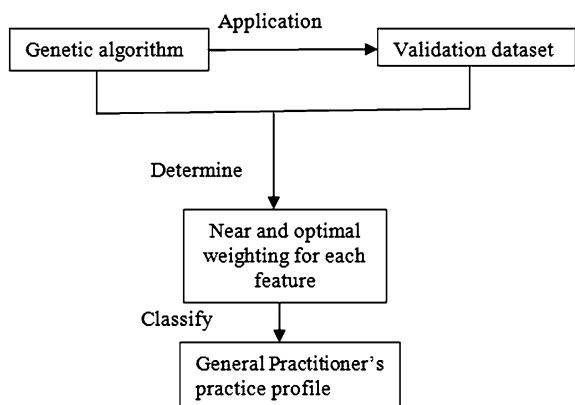 Application
Genetic algorithm
Validation dataset
Determine
Near and optimal
weighting for each
feature
Classify
General Practitioner's
practice profile